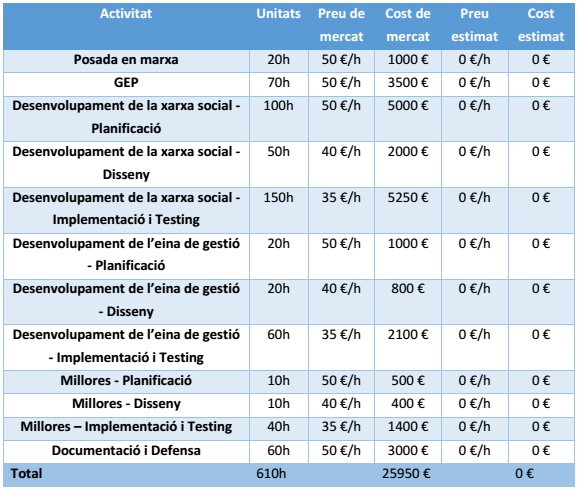 Activitat Unitats Preu de mercat Cost de mercat Preu estimat Cost estimat
Posada en marxa 20h 50 €/h 1000 € 0 €/h 0 €
GEP 70h 50 €/h 3500 € 0 €/h 0 €
Desenvolupament de la xarxa social - Planificació 100h 50 €/h 5000 € 0 €/h 0 €
Desenvolupament de la xarxa social - Disseny 50h 40 €/h 2000 € 0 €/h 0 €
Desenvolupament de la xarxa social - Implementació i Testing 150h 35 €/h 5250 € 0 €/h 0 €
Desenvolupament de l’eina de gestió - Planificació 20h 50 €/h 1000 € 0 €/h 0 €
Desenvolupament de l’eina de gestió - Disseny 20h 40 €/h 800 € 0 €/h 0 €
Desenvolupament de l’eina de gestió - Implementació i Testing 60h 35 €/h 2100 € 0 €/h 0 €
Millores - Planificació 10h 50 €/h 500 € 0 €/h 0 €
Millores - Disseny 10h 40 €/h 400 € 0 €/h 0 €
Millores – Implementació i Testing 40h 35 €/h 1400 € 0 €/h 0 €
Documentació i Defensa 60h 50 €/h 3000 € 0 €/h 0 €
Total 610h 25950 € 0 €